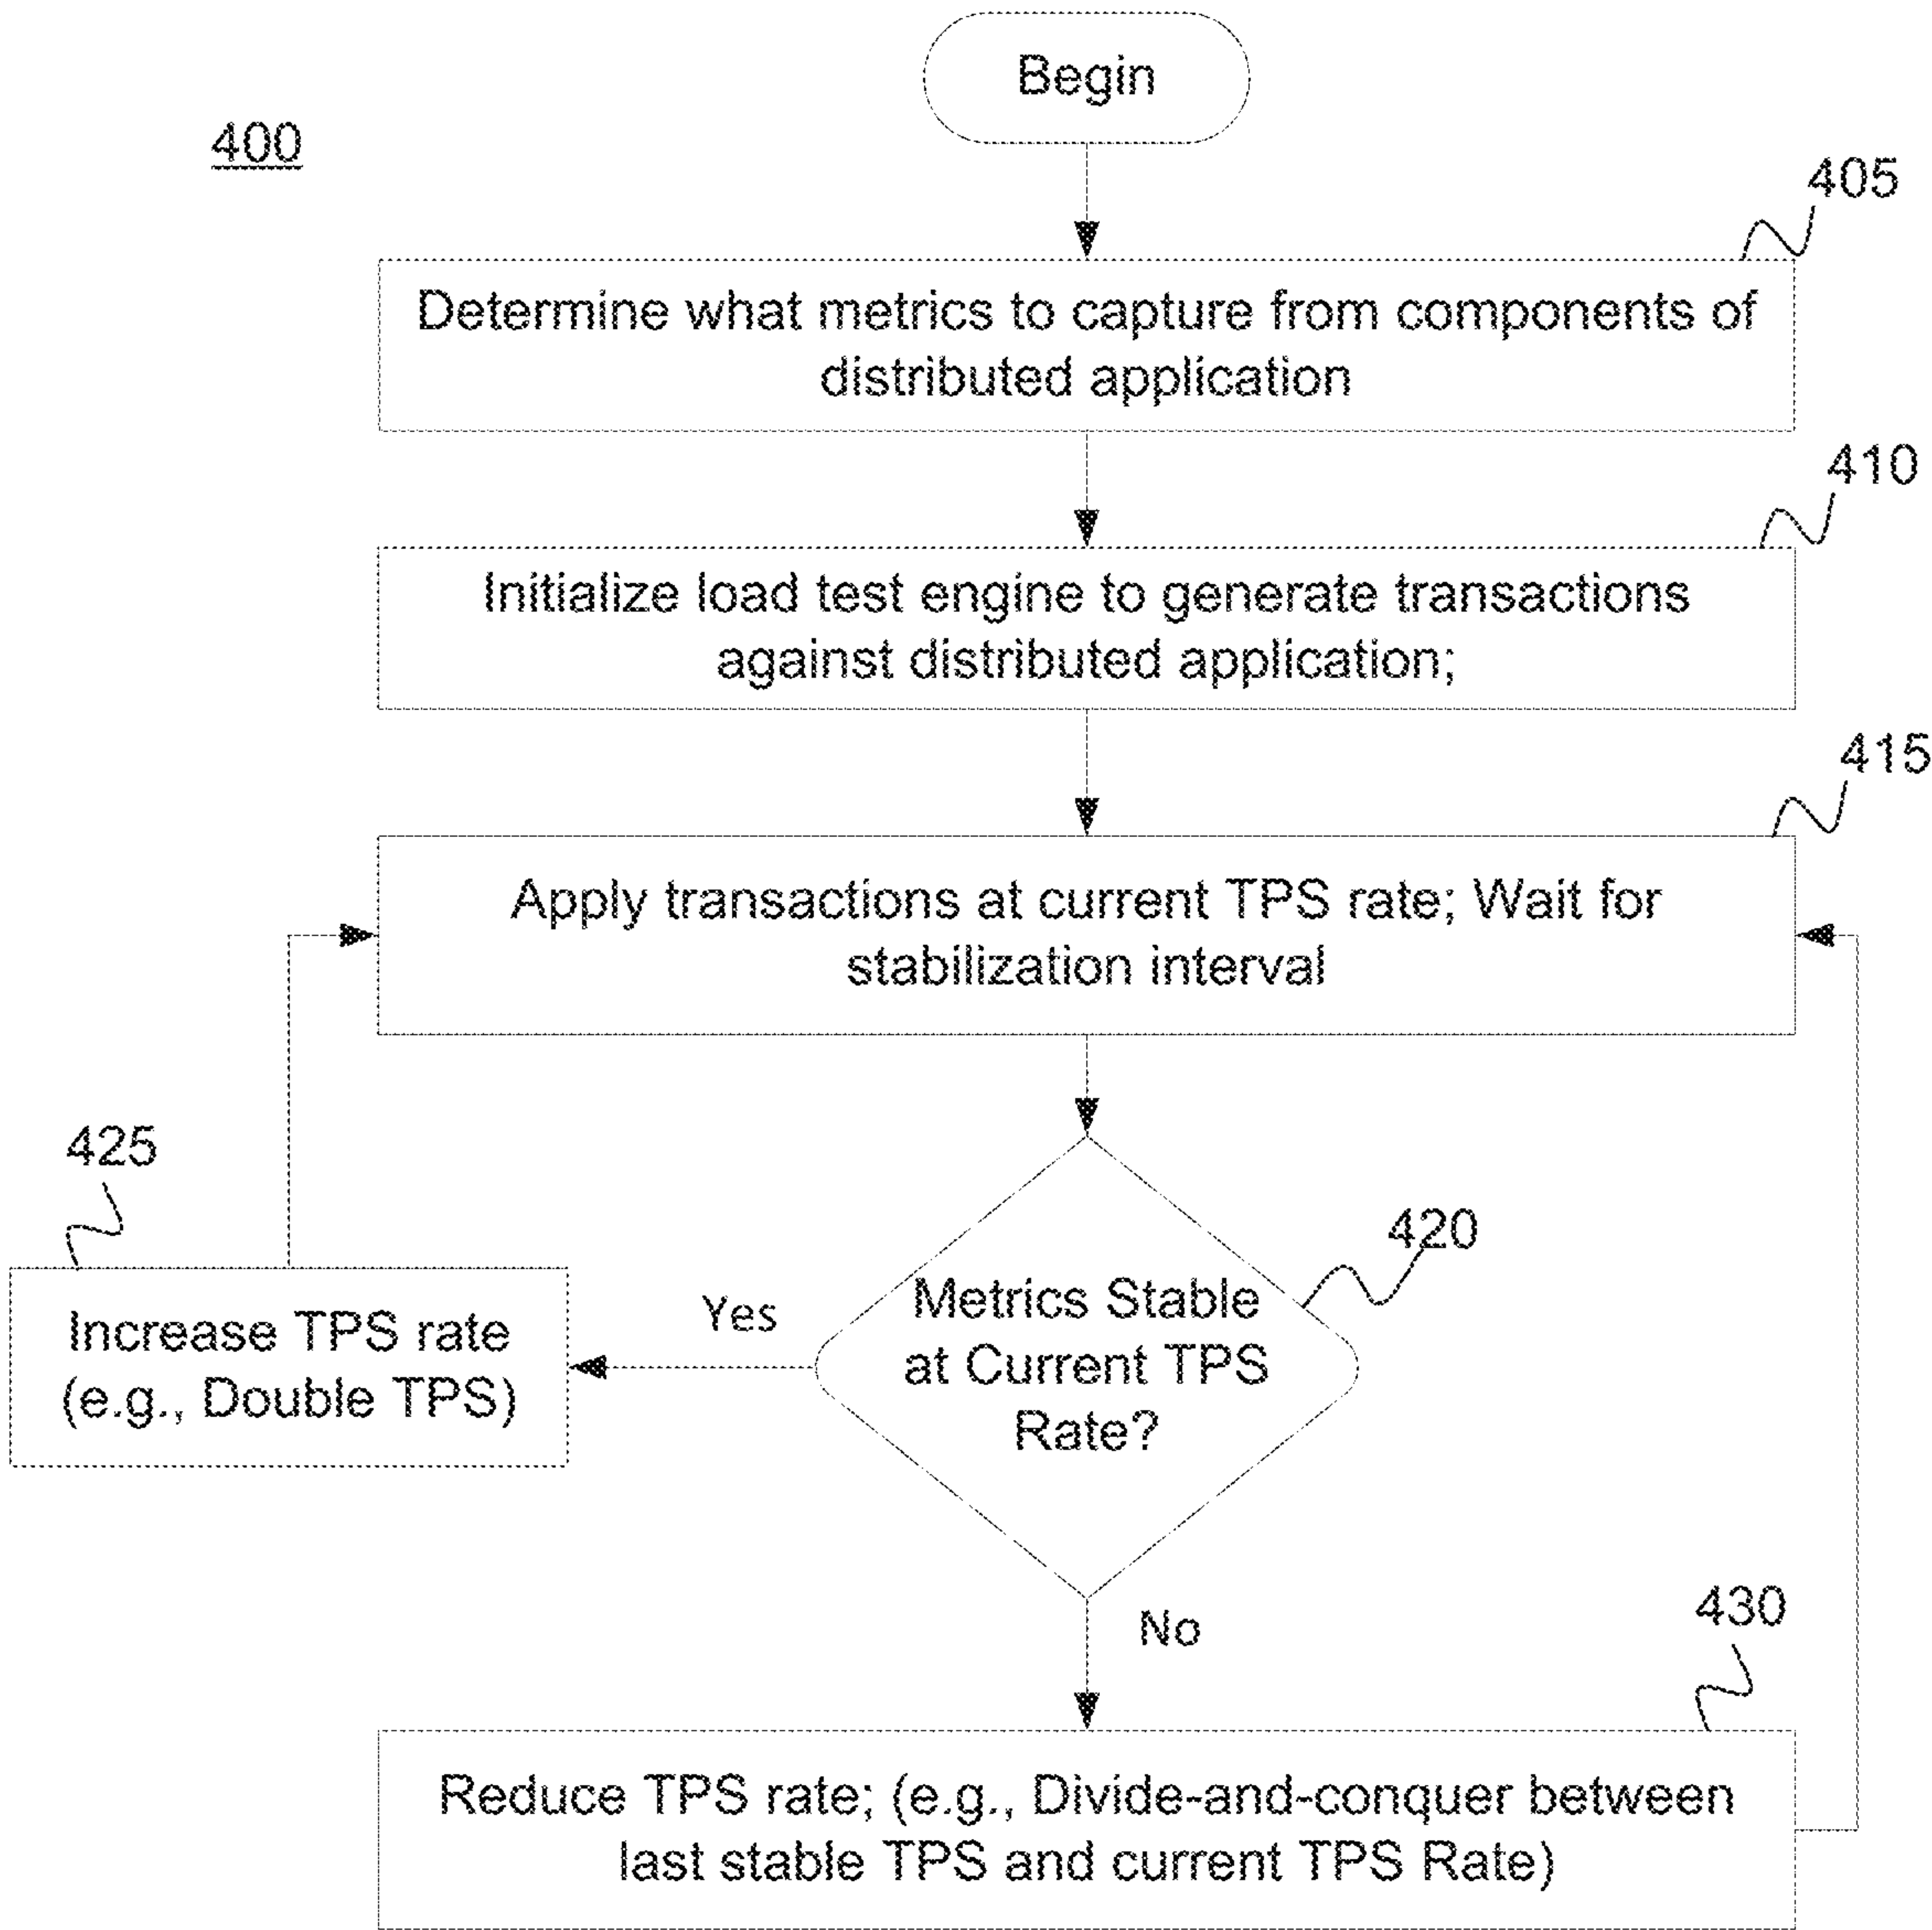 Begin
400
405
Determine what metrics to capture from components of
distributed application
410
Initialize load test engine to generate transactions
against distributed application;
415
Apply transactions at current TPS rate; Wait for
stabilization interval
425
420
Increase TPS rate
(e.g., Double TPS)
Yes
Metrics Stable
at Current TPS
Rate?
No
430
Reduce TPS rate; (e.g., Divide-and-conquer between
last stable TPS and current TPS Rate)